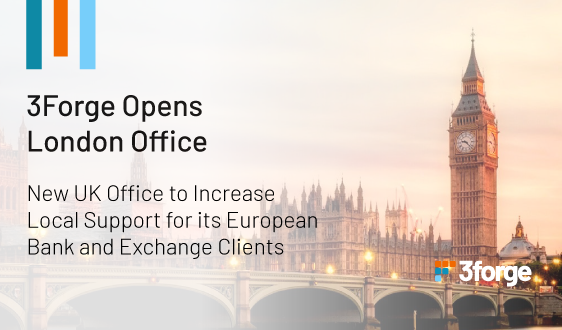 3Forge Opens
London Office
New UK Office to Increase
Local Support for its European
Bank and Exchange Clients
3forge